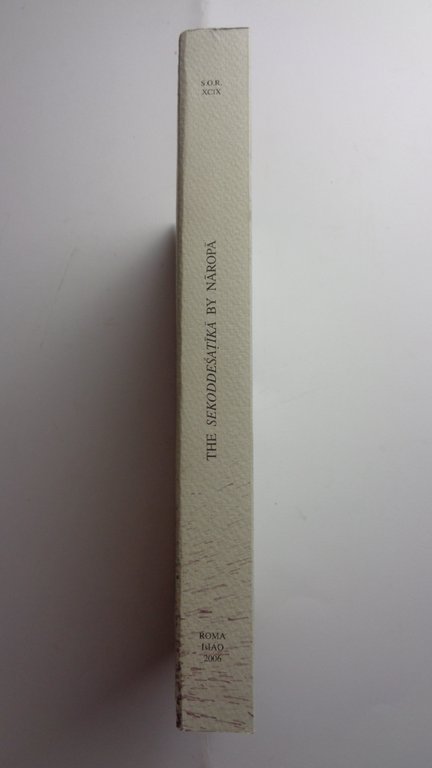 S.O.R.
XCIX
THE SEKODDEŚAṬĪKĀ BY NĀROPĀ
ROMA
IsIAO
2006